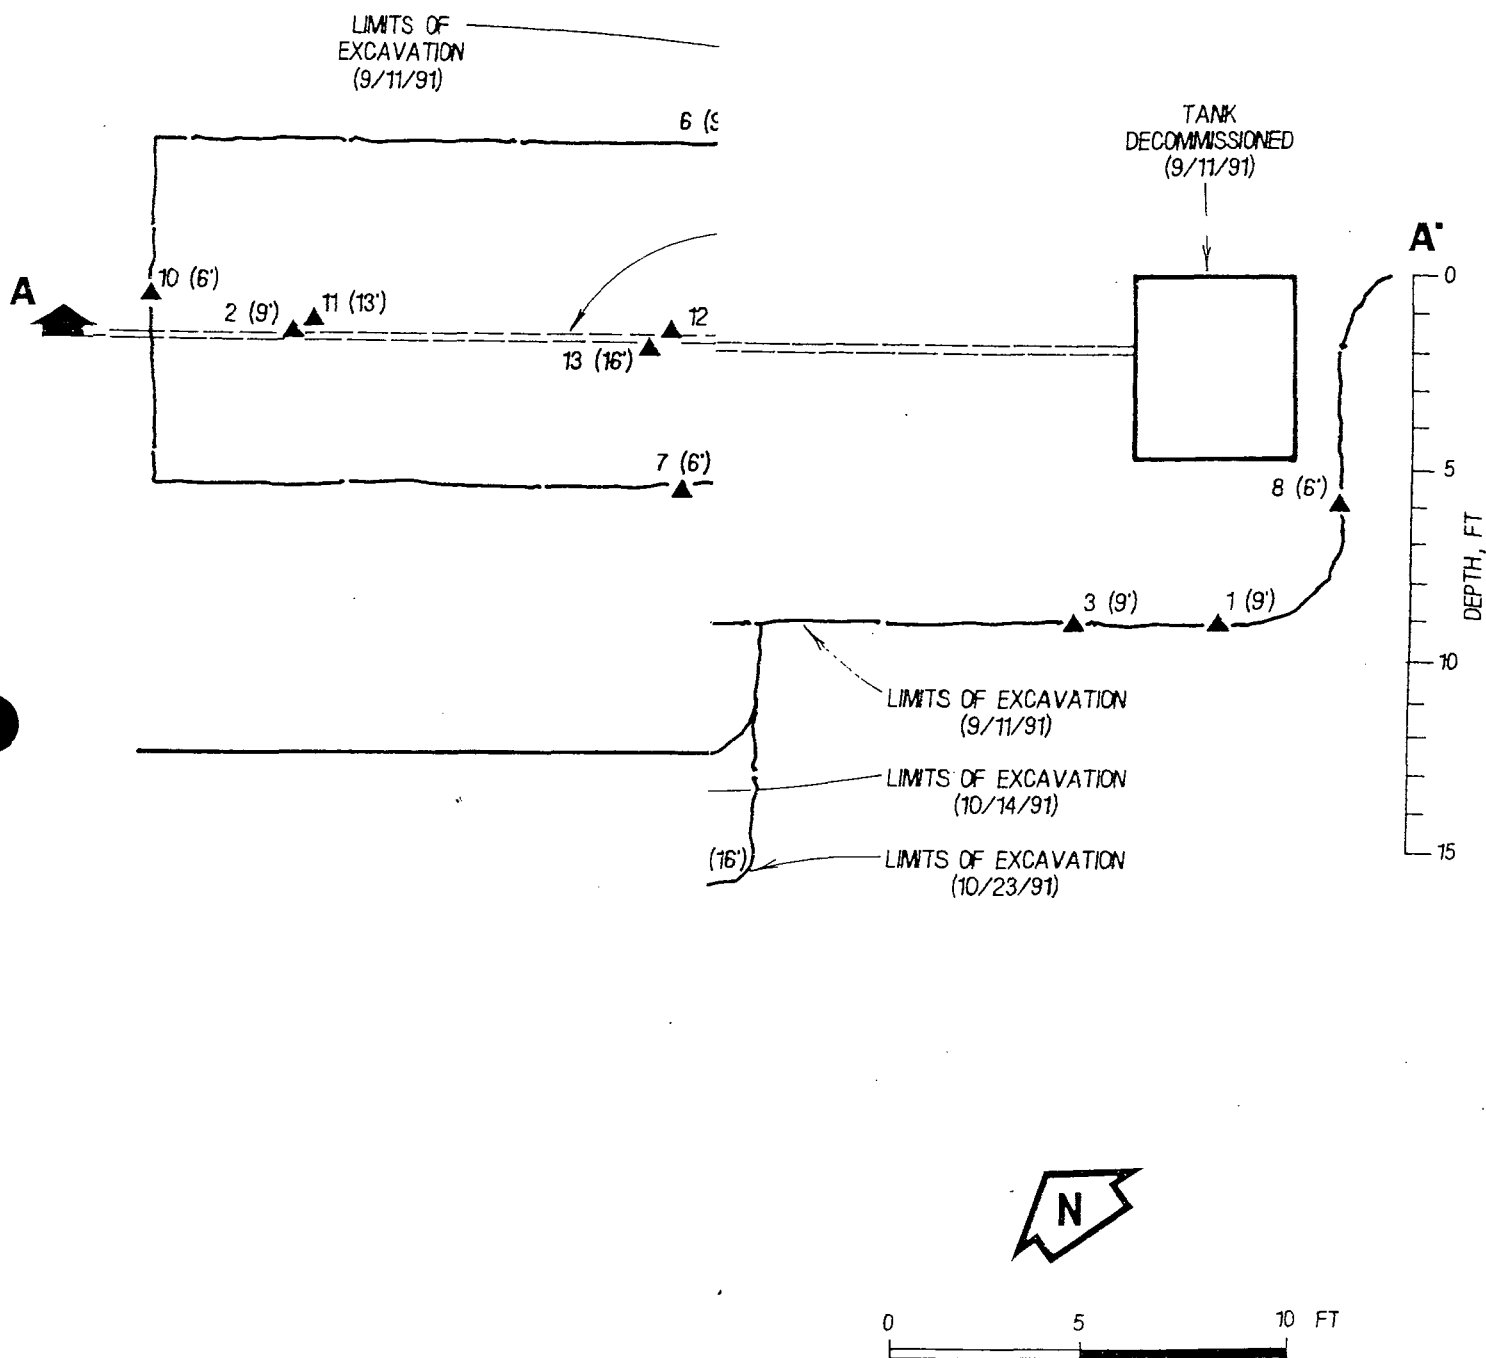 LIMITS OF
EXCAVATION
(9/11/91)
6 (9
TANK
DECOMMISSIONED
(9/11/91)
A
A'
10 (6')
2 (9')
11 (13')
12
13 (16')
7 (6')
8 (6')
3 (9')
1 (9')
0
5
10
15
DEPTH, FT
LIMITS OF EXCAVATION
(9/11/91)
LIMITS OF EXCAVATION
(10/14/91)
(16')
LIMITS OF EXCAVATION
(10/23/91)
N
0 5 10 FT